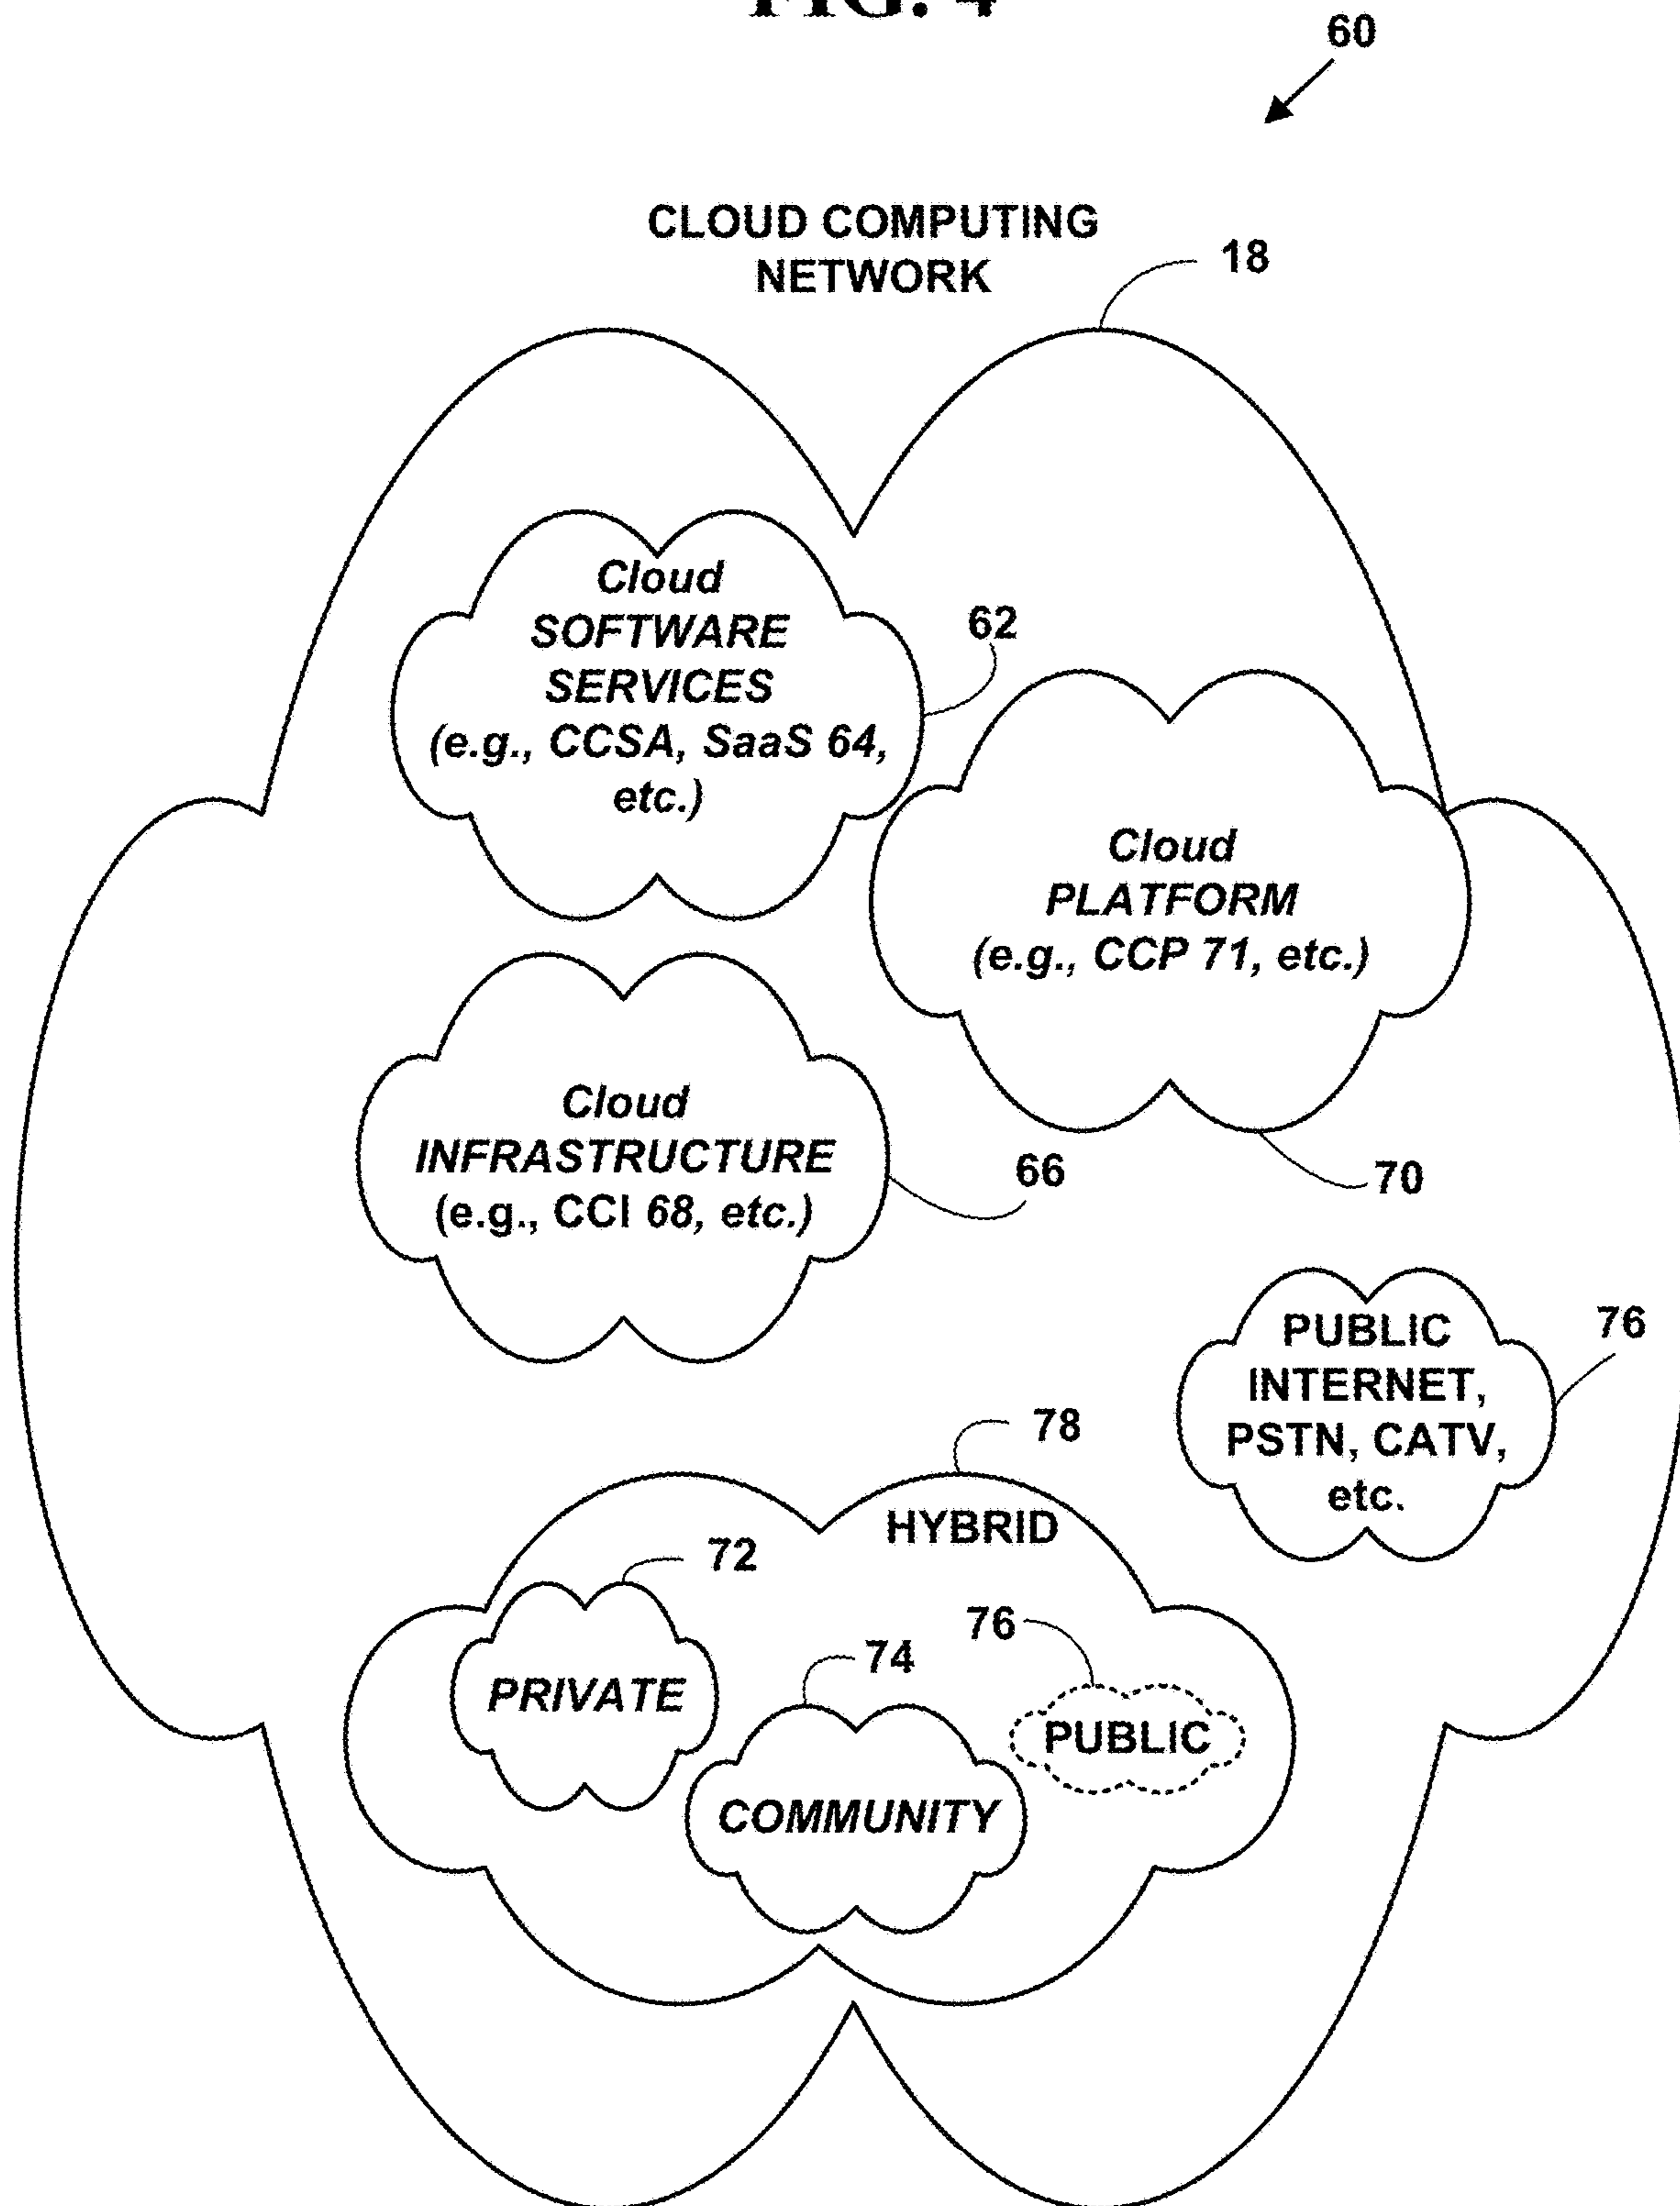 FIG. 4
60
CLOUD COMPUTING
NETWORK
18
Cloud
SOFTWARE
SERVICES
(e.g., CCSA, SaaS 64,
etc.)
62
Cloud
PLATFORM
(e.g., CCP 71, etc.)
70
Cloud
INFRASTRUCTURE
(e.g., CCI 68, etc.)
66
PUBLIC
INTERNET,
PSTN, CATV,
etc.
76
78
HYBRID
72
PRIVATE
74
COMMUNITY
76
PUBLIC